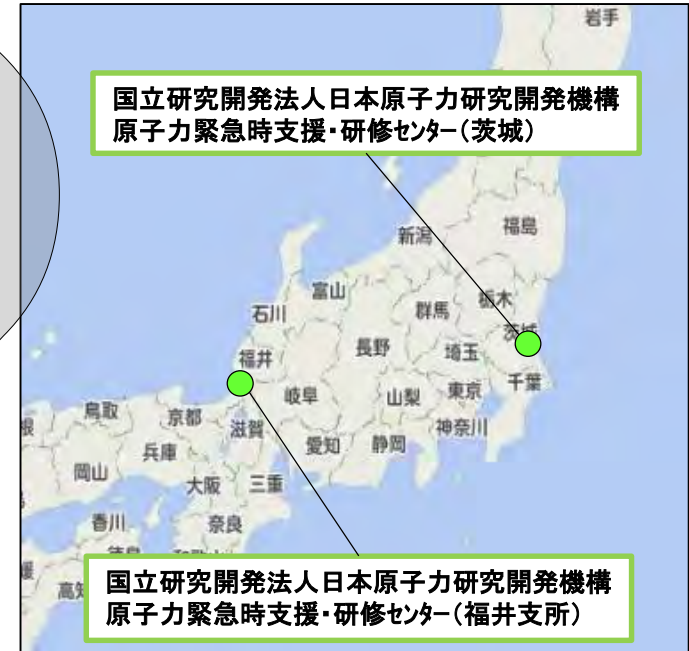 岩手
国立研究開発法人日本原子力研究開発機構
原子力緊急時支援・研修センター（茨城）
福島
新潟
富山
石川
群馬
栃木
茨城
福井
長野
埼玉
岐阜
山梨
東京
千葉
鳥取
京都
滋賀
神奈川
兵庫
愛知
静岡
岡山
大阪
三重
香川
奈良
国立研究開発法人日本原子力研究開発機構
原子力緊急時支援・研修センター（福井支所）